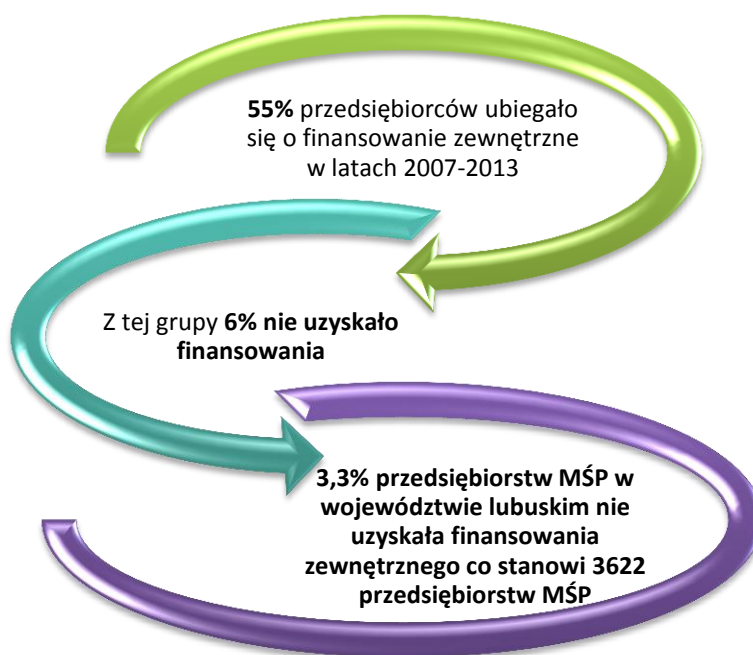 55% przedsiębiorców ubiegało
się o finansowanie zewnętrzne
w latach 2007-2013
Z tej grupy 6% nie uzyskało
finansowania
3,3% przedsiębiorstw MŚP w
województwie lubuskim nie
uzyskała finansowania
zewnętrznego co stanowi 3622
przedsiębiorstw MŚP